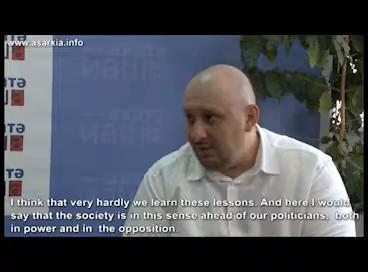 www.asarkia.info
I think that very hardly we learn these lessons. And here I would
say that the society is in this sense ahead of our politicians,  both
in power and in  the opposition.